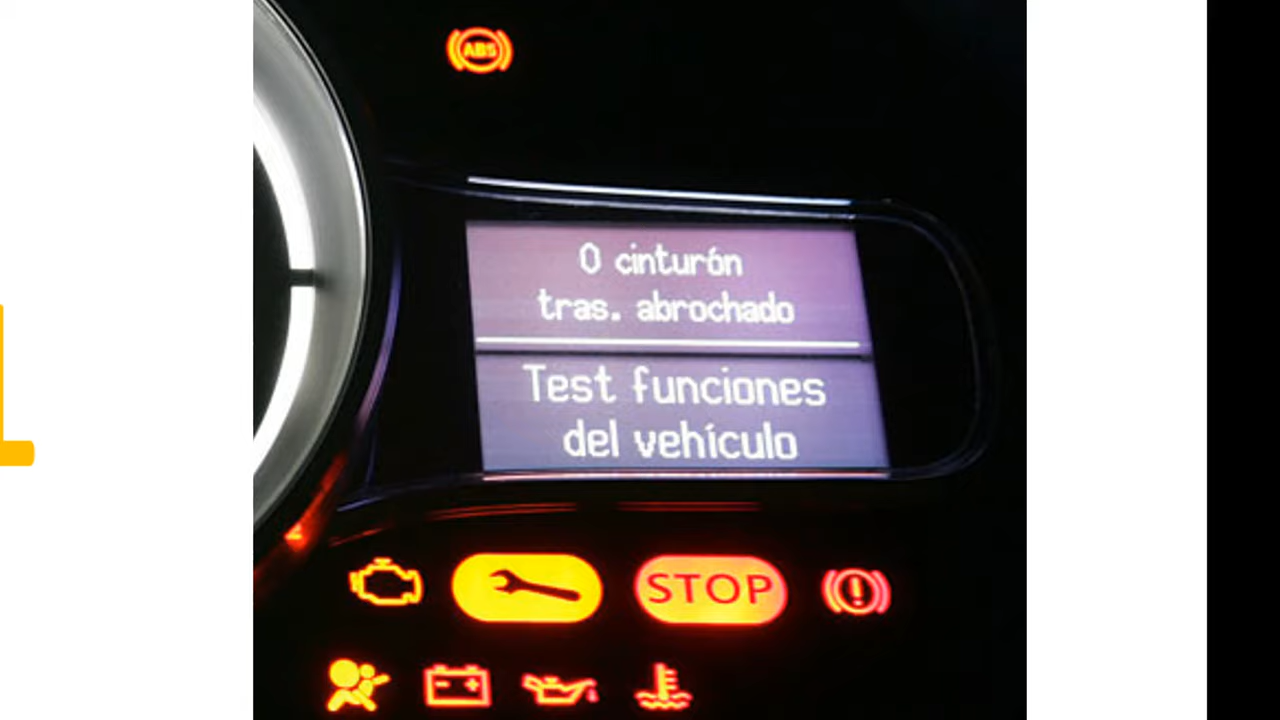 ABS
0 cinturón
tras. abrochado
Test funciones
del vehículo
STOP